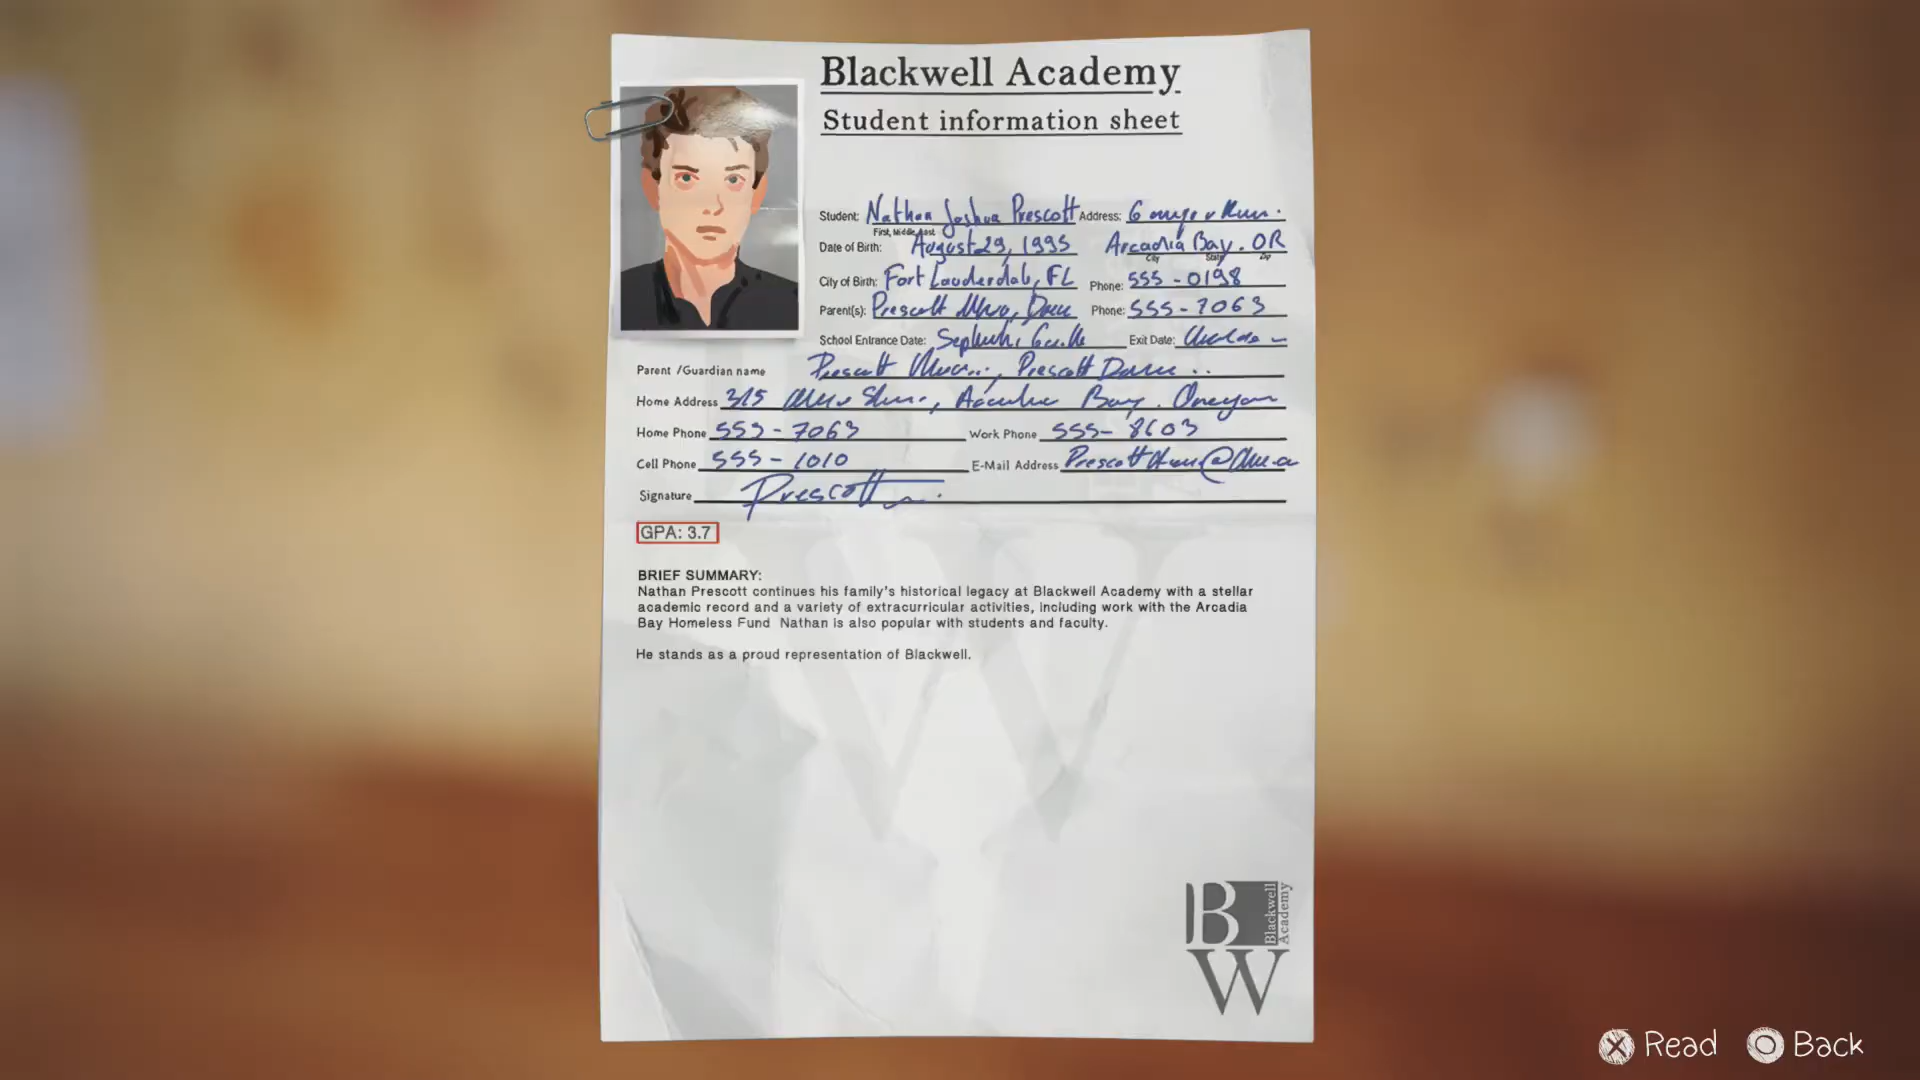 Blackwell Academy
Student information sheet
Student: Nathan Joshua Prescott Address: 6
First, Middle, Last
Date of Birth: August 29, 1995 Arcadia Bay. OR
City State Zip
City of Birth: Fort Lauderdale, FL Phone: 555-0198
Parent(s): Prescott Phone: 555-7063
School Entrance Date: Exit Date:
Parent /Guardian name Prescott Prescott
Home Address 315 Bay. Oregon
Home Phone 555-7063 Work Phone 555-8603
Cell Phone 555-1010 E-Mail Address
Signature Prescott
GPA: 3.7
BRIEF SUMMARY:
Nathan Prescott continues his family's historical legacy at Blackwell Academy with a stellar
academic record and a variety of extracurricular activities, including work with the Arcadia
Bay Homeless Fund Nathan is also popular with students and faculty.
He stands as a proud representation of Blackwell.
B
W
Blackwell
Academy
Read
Back